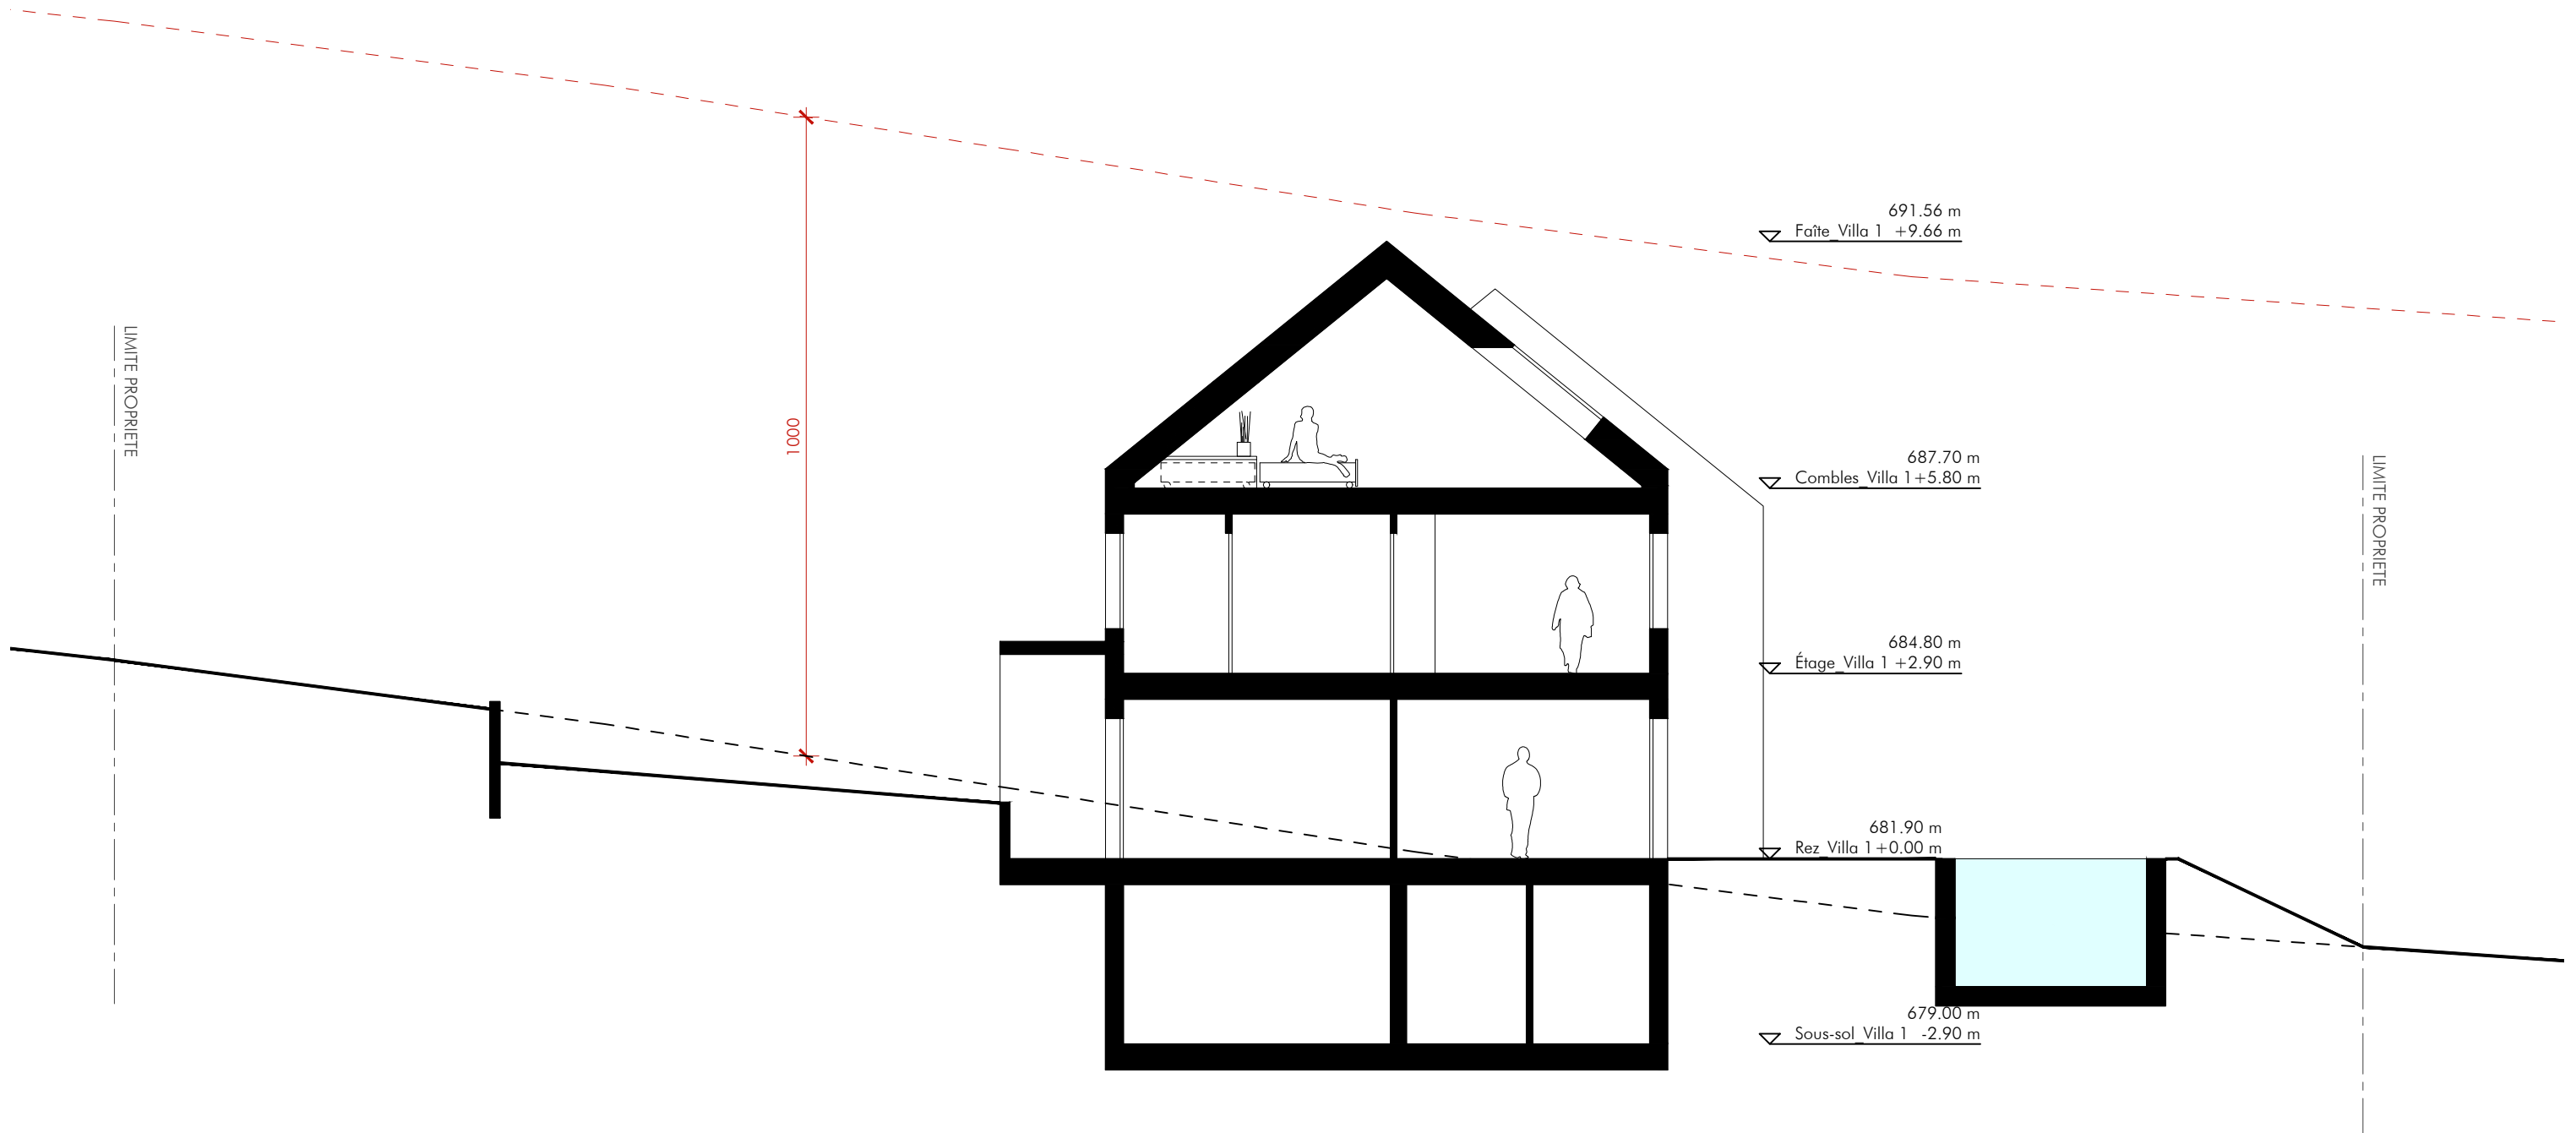 691.56 m
Faîte_Villa 1 +9.66 m
LIMITE PROPRIETE
1000
687.70 m
Combles_Villa 1+5.80 m
LIMITE PROPRIETE
684.80 m
Étage_Villa 1 +2.90 m
681.90 m
Rez_Villa 1+0.00 m
679.00 m
Sous-sol_Villa 1 -2.90 m